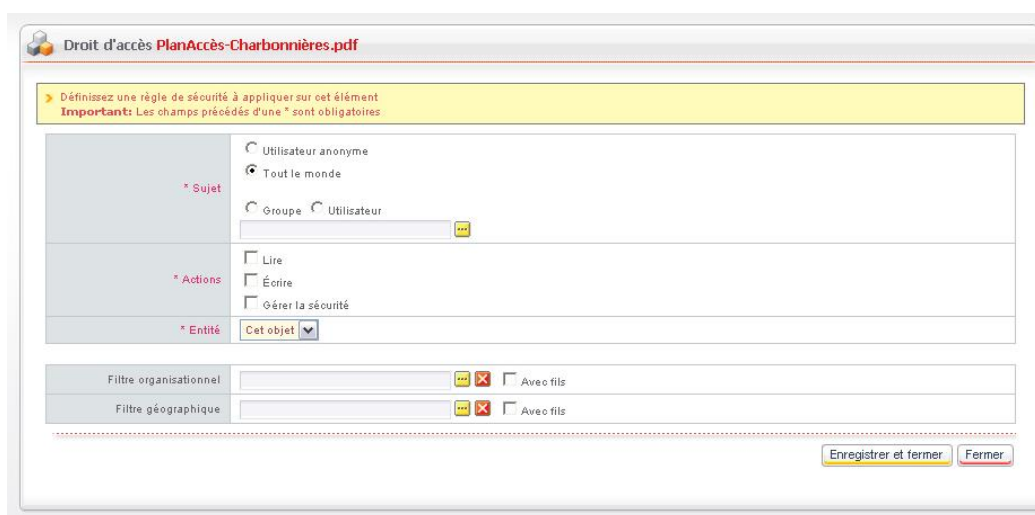 Droit d'accès PlanAccès-Charbonnières.pdf
Définissez une règle de sécurité à appliquer sur cet élément
Important: Les champs précédés d'une * sont obligatoires
* Sujet
Utilisateur anonyme
Tout le monde
Groupe Utilisateur
* Actions
Lire
Écrire
Gérer la sécurité
* Entité Cet objet
Filtre organisationnel Avec fils
Filtre géographique Avec fils
Enregistrer et fermer Fermer